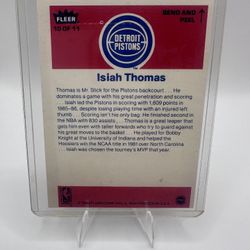 FLEER
10 OF 11
BEND AND
PEEL
DETROIT
PISTONS
Isiah Thomas
Thomas is Mr. Stick for the Pistons backcourt . . . He
dominates a game with his great penetration and scoring
. . . Isiah led the Pistons in scoring with 1,609 points in
1985-86, despite losing playing time with an injured left
thumb . . . Scoring isn't his only bag. He finished second in
the NBA with 830 assists . . . Thomas is a great leaper that
gets him even with taller forwards who try to guard against
his great moves to the basket . . . He played for Bobby
Knight at the University of Indiana and helped the
Hoosiers win the NCAA title in 1981 over North Carolina
. . . Isiah was chosen the tourney's MVP that year.